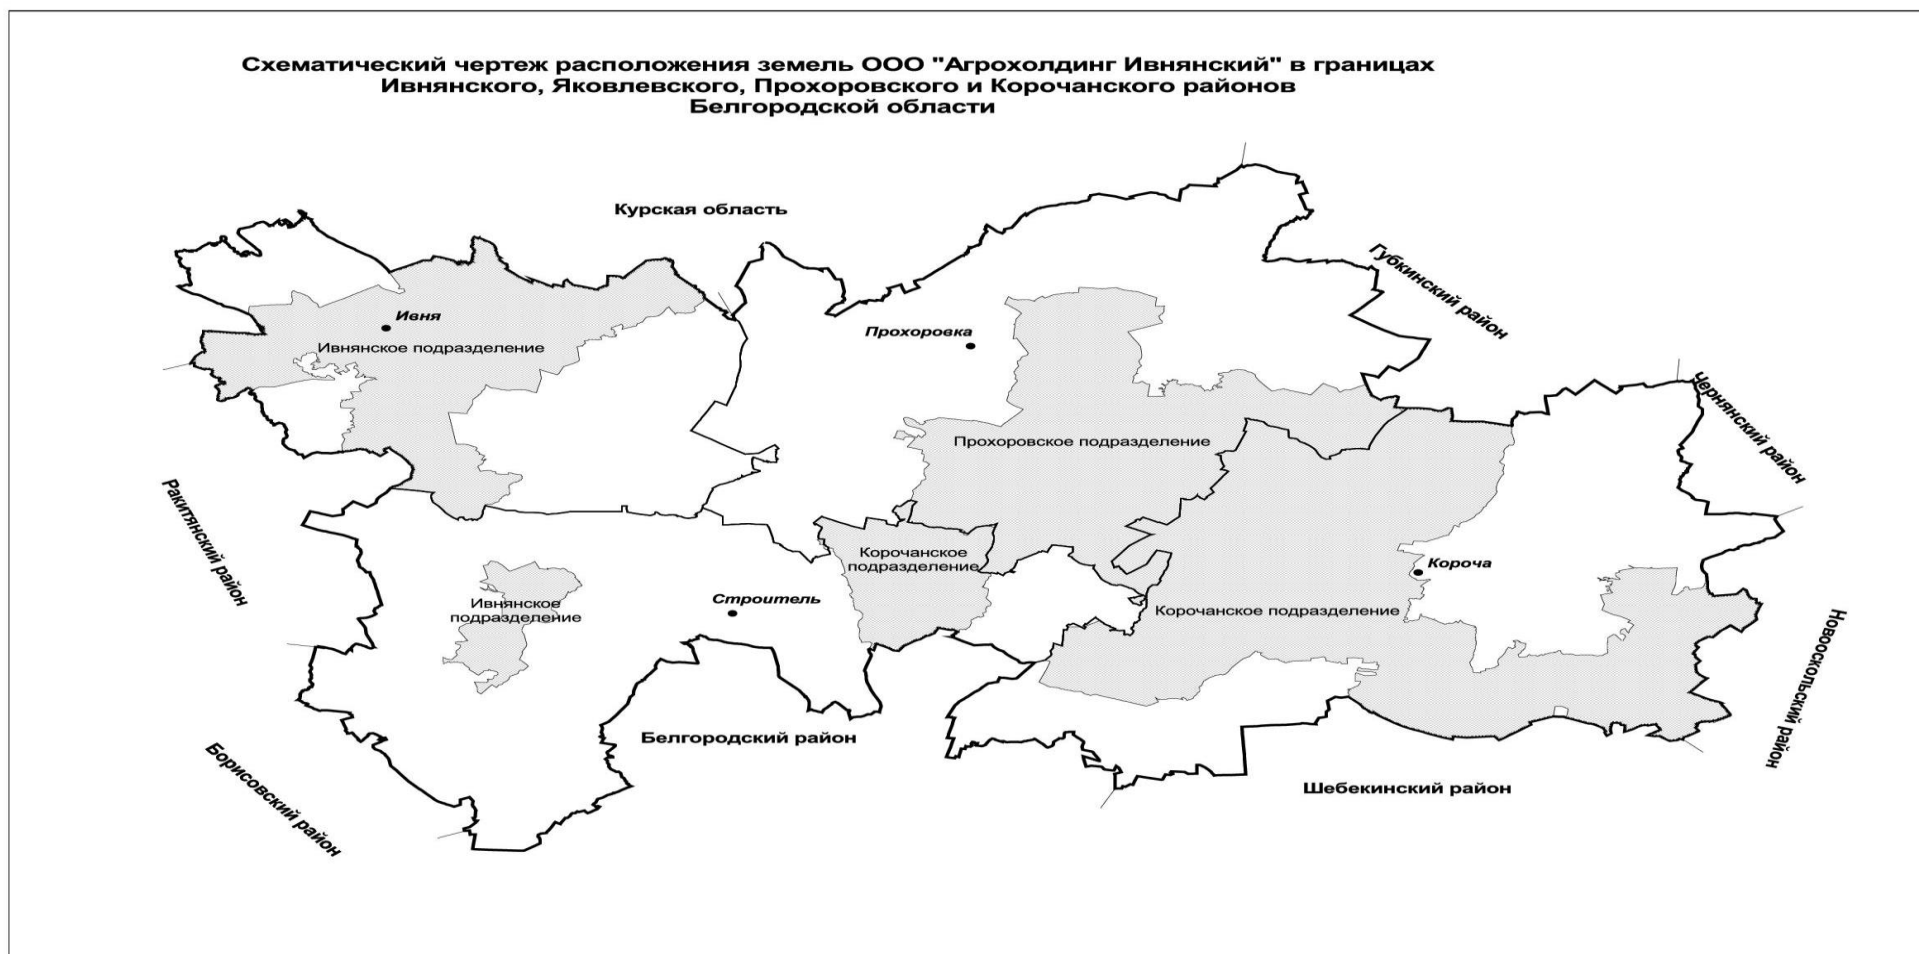 Схематический чертеж расположения земель ООО "Агрохолдинг Ивнянский" в границах
Ивнянского, Яковлевского, Прохоровского и Корочанского районов
Белгородской области
Курская область
Губкинский район
Ивня
Прохоровка
Ивнянское подразделение
Чернянский район
Прохоровское подразделение
Ракитянский район
Корочанское
подразделение
Короча
Ивнянское
подразделение
Строитель
Корочанское подразделение
Новооскольский район
Белгородский район
Борисовский район
Шебекинский район